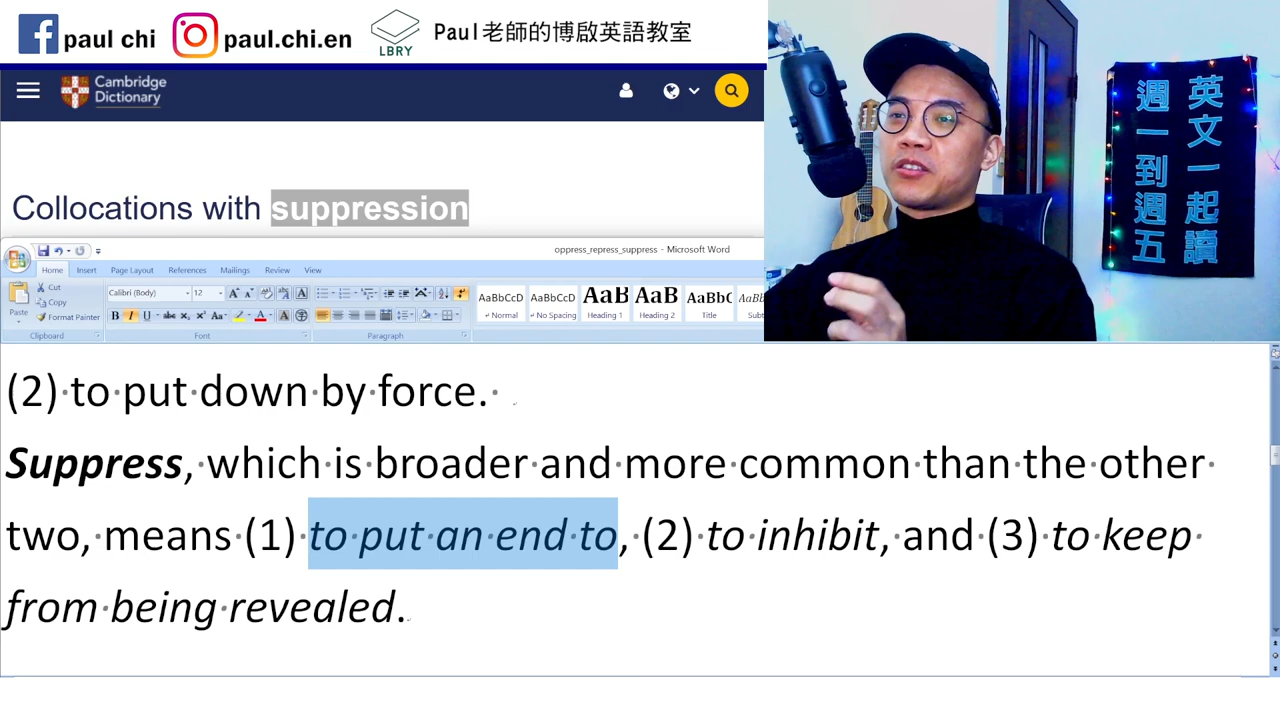 paul chi
paul.chi.en
LBRY
Paul老師的博啟英語教室
Cambridge
Dictionary
Collocations with suppression
oppress_repress_suppress - Microsoft Word
Home Insert Page Layout References Mailings Review View
Cut
Copy
Format Painter
Paste
Calibri (Body) 12
AaBbCcD AaBbCcD AaBb AaB AaBbC
Normal No Spacing Heading 1 Heading 2 Title
Clipboard Font Paragraph
(2) to put down by force.
Suppress, which is broader and more common than the other
two, means (1) to put an end to, (2) to inhibit, and (3) to keep
from being revealed.
英文一起讀
週一到週五